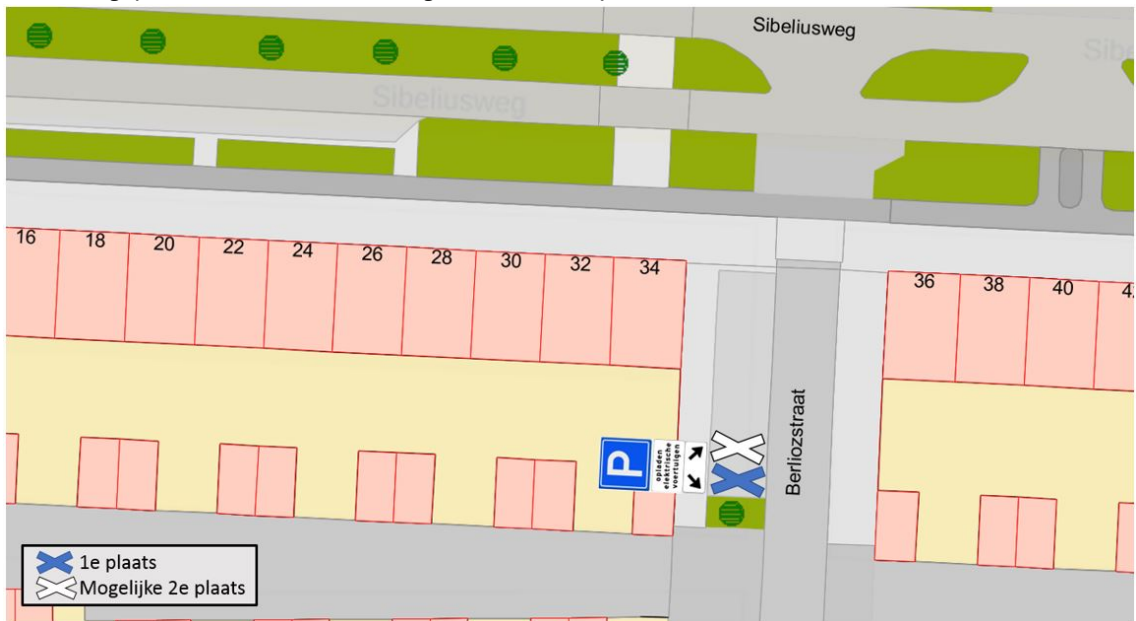 Sibeliusweg
Sibe
Sibeliusweg
16
18
20
22
24
26
28
30
32
34
36
38
40
Berliozstraat
P
opladen
elektrische
voertuigen
1e plaats
Mogelijke 2e plaats